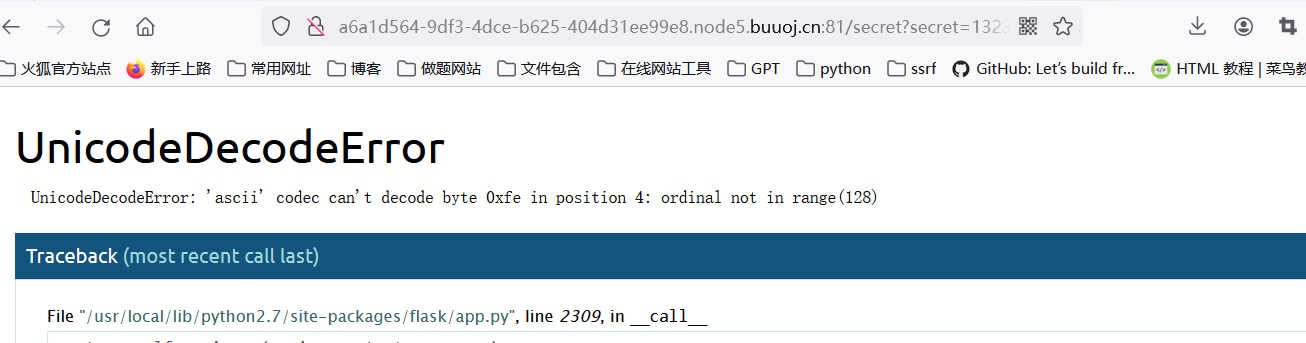 a6a1d564-9df3-4dce-b625-404d31ee99e8.node5.buuoj.cn:81/secret?secret=1323
火狐官方站点 新手上路 常用网址 博客 做题网站 文件包含 在线网站工具 GPT python ssrf GitHub: Let's build fr... HTML 教程 | 菜鸟教
UnicodeDecodeError
UnicodeDecodeError: 'ascii' codec can't decode byte 0xfe in position 4: ordinal not in range(128)
Traceback (most recent call last)
File "/usr/local/lib/python2.7/site-packages/flask/app.py", line 2309, in __call__